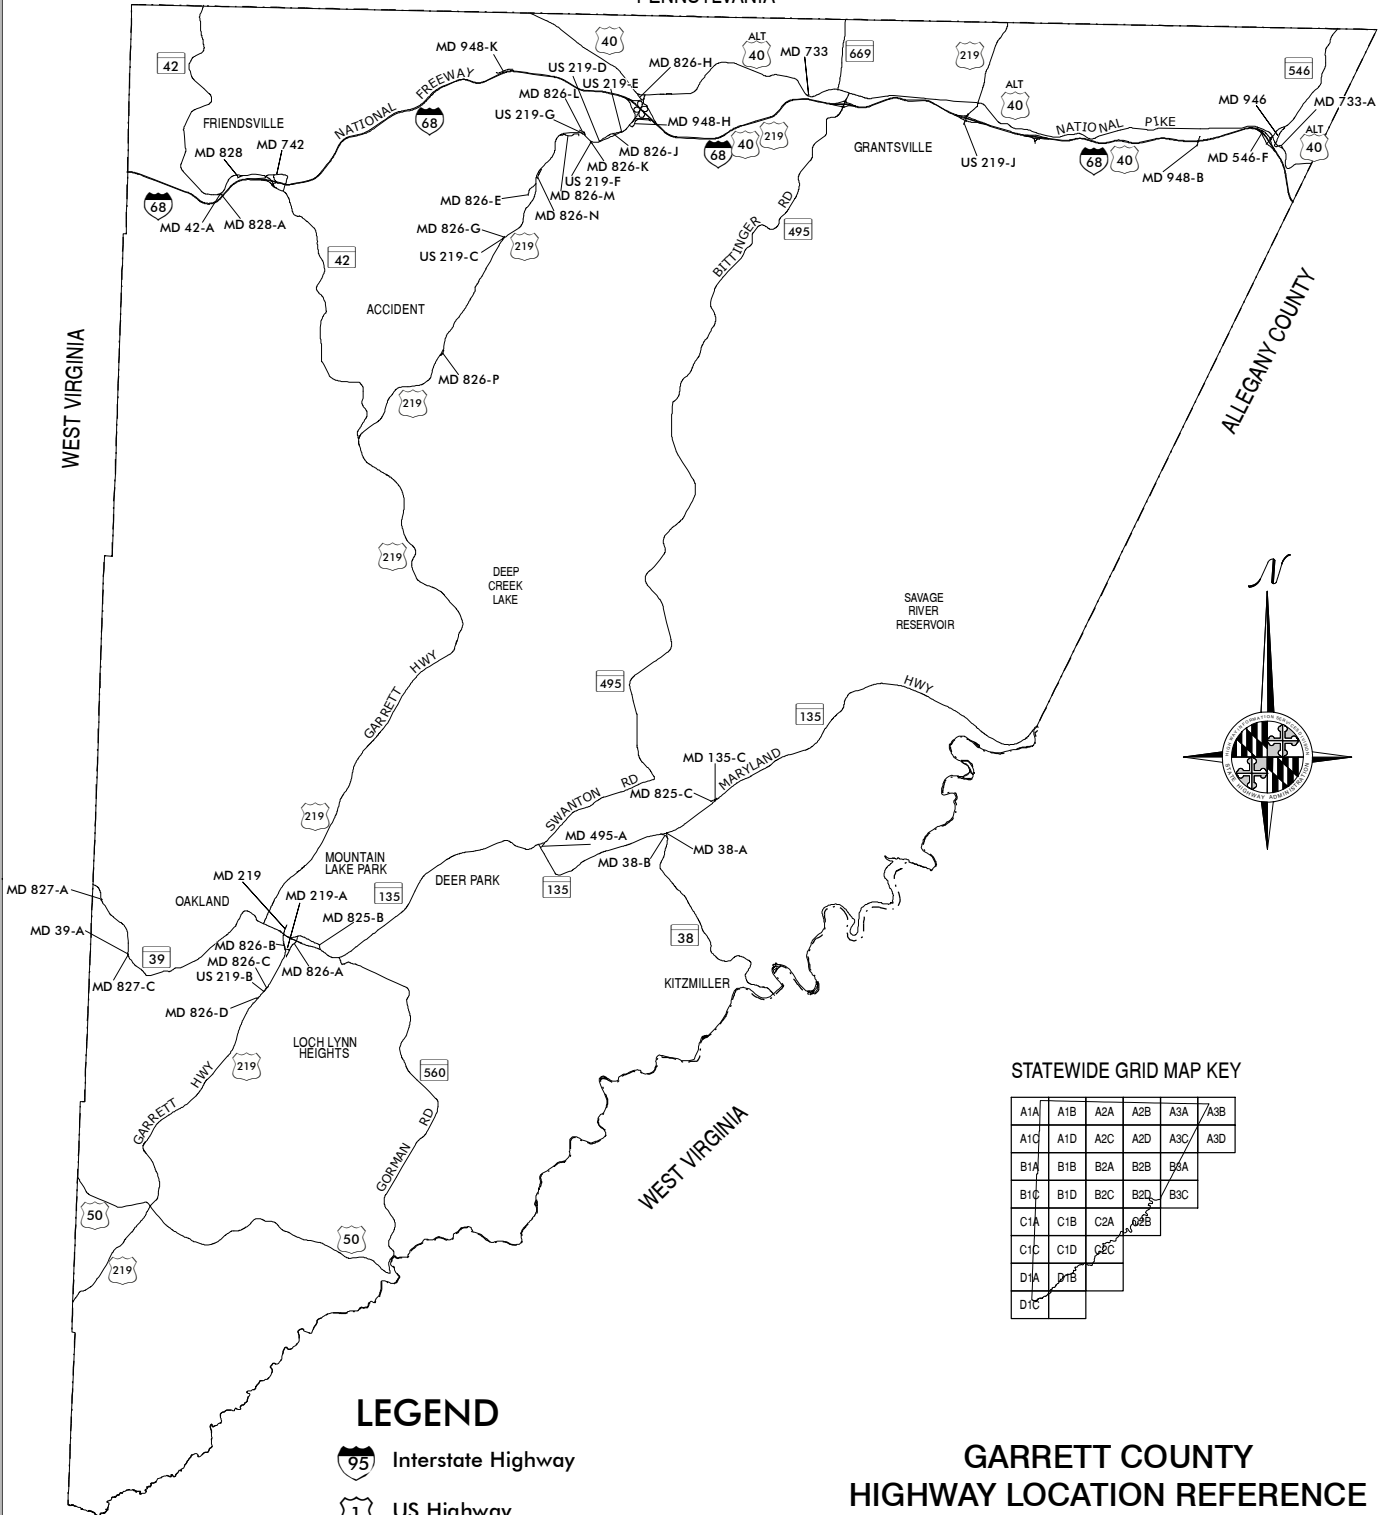 PENNSYLVANIA
42
40
ALT
40
MD 733
669
219
546
MD 948-K
US 219-D
MD 826-H
US 219-E
MD 826-L
US 219-G
NATIONAL FREEWAY
68
FRIENDSVILLE
MD 828
MD 742
MD 948-H
MD 826-J
MD 826-K
US 219-F
MD 826-M
MD 826-N
MD 826-E
68
40
219
GRANTSVILLE
ALT
40
NATIONAL PIKE
US 219-J
68
40
MD 948-B
MD 546-F
MD 946
MD 733-A
ALT
40
68
MD 42-A
MD 828-A
MD 826-G
US 219-C
219
42
BITTINGER RD
495
ACCIDENT
MD 826-P
219
WEST VIRGINIA
ALLEGANY COUNTY
219
DEEP
CREEK
LAKE
SAVAGE
RIVER
RESERVOIR
N
GARRETT HWY
495
135
HWY
MARYLAND
MD 135-C
MD 825-C
SWANTON RD
HIGHWAY INFORMATION SERVICES DIVISION
STATE HIGHWAY ADMINISTRATION
219
MOUNTAIN
LAKE PARK
MD 495-A
MD 38-B
MD 38-A
MD 219
MD 827-A
OAKLAND
MD 219-A
135
DEER PARK
135
MD 825-B
MD 39-A
39
MD 826-B
MD 826-C
US 219-B
MD 826-A
MD 827-C
MD 826-D
38
KITZMILLER
LOCH LYNN
HEIGHTS
219
560
GARRETT HWY
GORMAN RD
WEST VIRGINIA
50
50
219
STATEWIDE GRID MAP KEY
A1A A1B A2A A2B A3A A3B
A1C A1D A2C A2D A3C A3D
B1A B1B B2A B2B B3A
B1C B1D B2C B2D B3C
C1A C1B C2A C2B
C1C C1D C2C
D1A D1B
D1C
LEGEND
95 Interstate Highway
1 US Highway
GARRETT COUNTY
HIGHWAY LOCATION REFERENCE